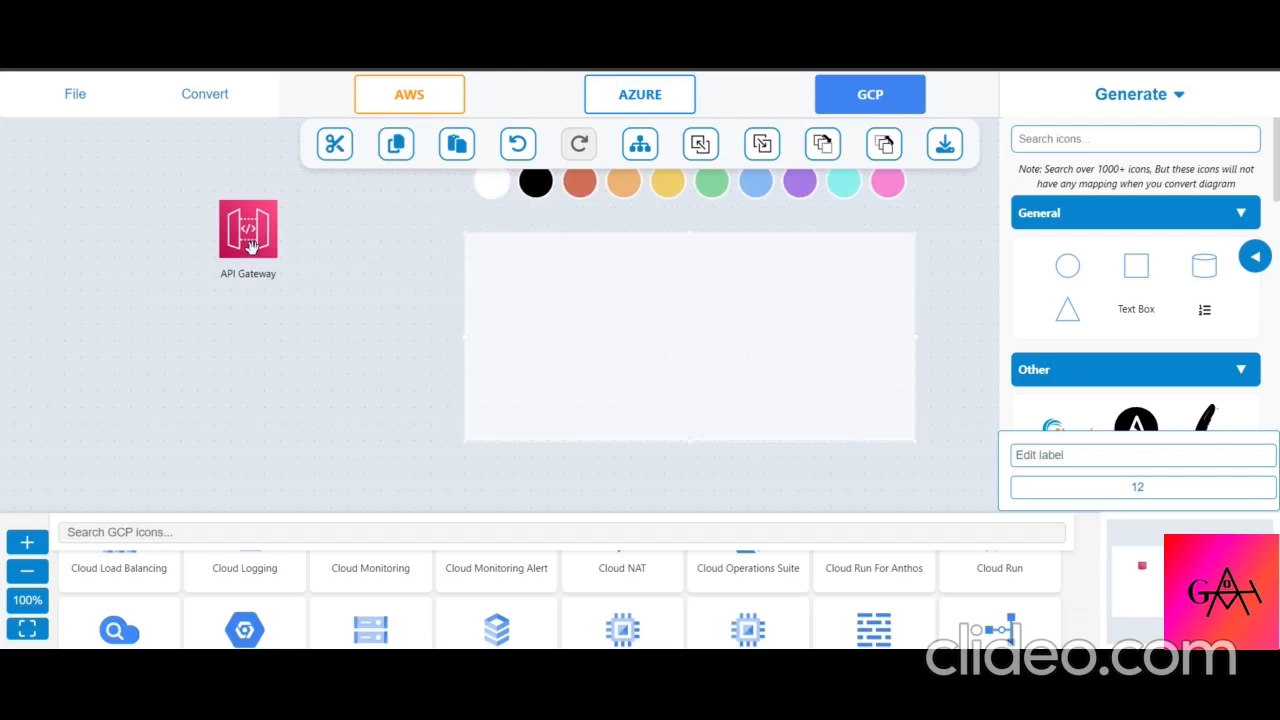 File
Convert
AWS
AZURE
GCP
Generate
Search icons...
Note: Search over 1000+ icons, But these icons will not
have any mapping when you convert diagram
General
Text Box
Other
API Gateway
Edit label
12
Search GCP icons...
Cloud Load Balancing
Cloud Logging
Cloud Monitoring
Cloud Monitoring Alert
Cloud NAT
Cloud Operations Suite
Cloud Run For Anthos
Cloud Run
100%
clideo.com